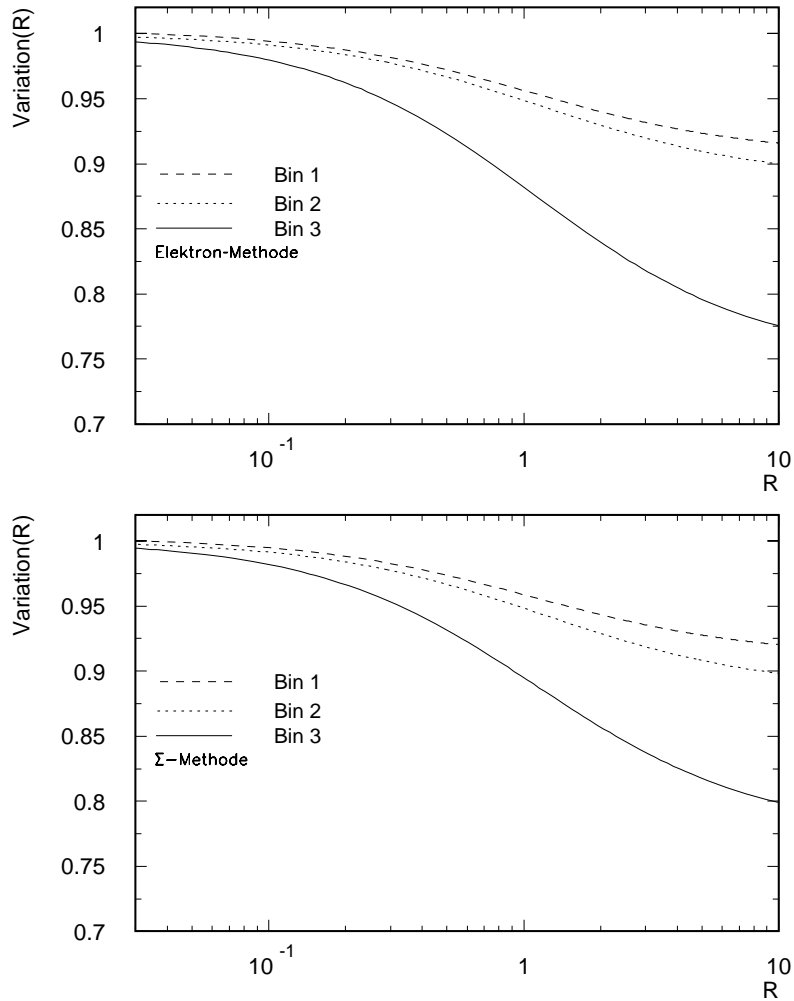 Variation(R)
1
0.95
0.9
0.85
0.8
0.75
0.7
Bin 1
Bin 2
Bin 3
Elektron-Methode
10^-1
1
10
R
Variation(R)
1
0.95
0.9
0.85
0.8
0.75
0.7
Bin 1
Bin 2
Bin 3
Σ-Methode
10^-1
1
10
R